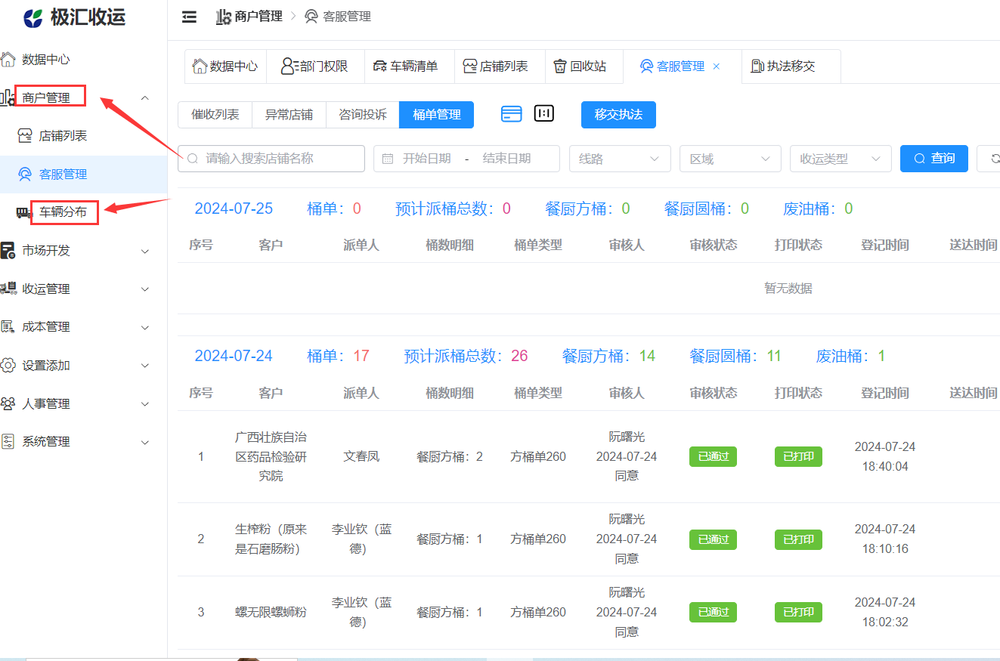 极汇收运
商户管理 > 客服管理
数据中心
商户管理
店铺列表
客服管理
车辆分布
市场开发
收运管理
成本管理
设置添加
人事管理
系统管理
数据中心 部门权限 车辆清单 店铺列表 回收站 客服管理 × 执法移交
催收列表 异常店铺 咨询投诉 桶单管理 移交执法
请输入搜索店铺名称 开始日期 - 结束日期 线路 区域 收运类型 查询
2024-07-25 桶单：0 预计派桶总数：0 餐厨方桶：0 餐厨圆桶：0 废油桶：0
序号 客户 派单人 桶数明细 桶单类型 审核人 审核状态 打印状态 登记时间 送达时间
暂无数据
2024-07-24 桶单：17 预计派桶总数：26 餐厨方桶：14 餐厨圆桶：11 废油桶：1
序号 客户 派单人 桶数明细 桶单类型 审核人 审核状态 打印状态 登记时间 送达时间
1 广西壮族自治
区药品检验研
究院 文春凤 餐厨方桶：2 方桶单260 阮曙光
2024-07-24
同意 已通过 已打印 2024-07-24
18:40:04
2 生榨粉（原来
是石磨肠粉） 李业钦（蓝
德） 餐厨方桶：1 方桶单260 阮曙光
2024-07-24
同意 已通过 已打印 2024-07-24
18:10:16
3 螺无限螺蛳粉 李业钦（蓝
德） 餐厨方桶：1 方桶单260 阮曙光
2024-07-24
同意 已通过 已打印 2024-07-24
18:02:32